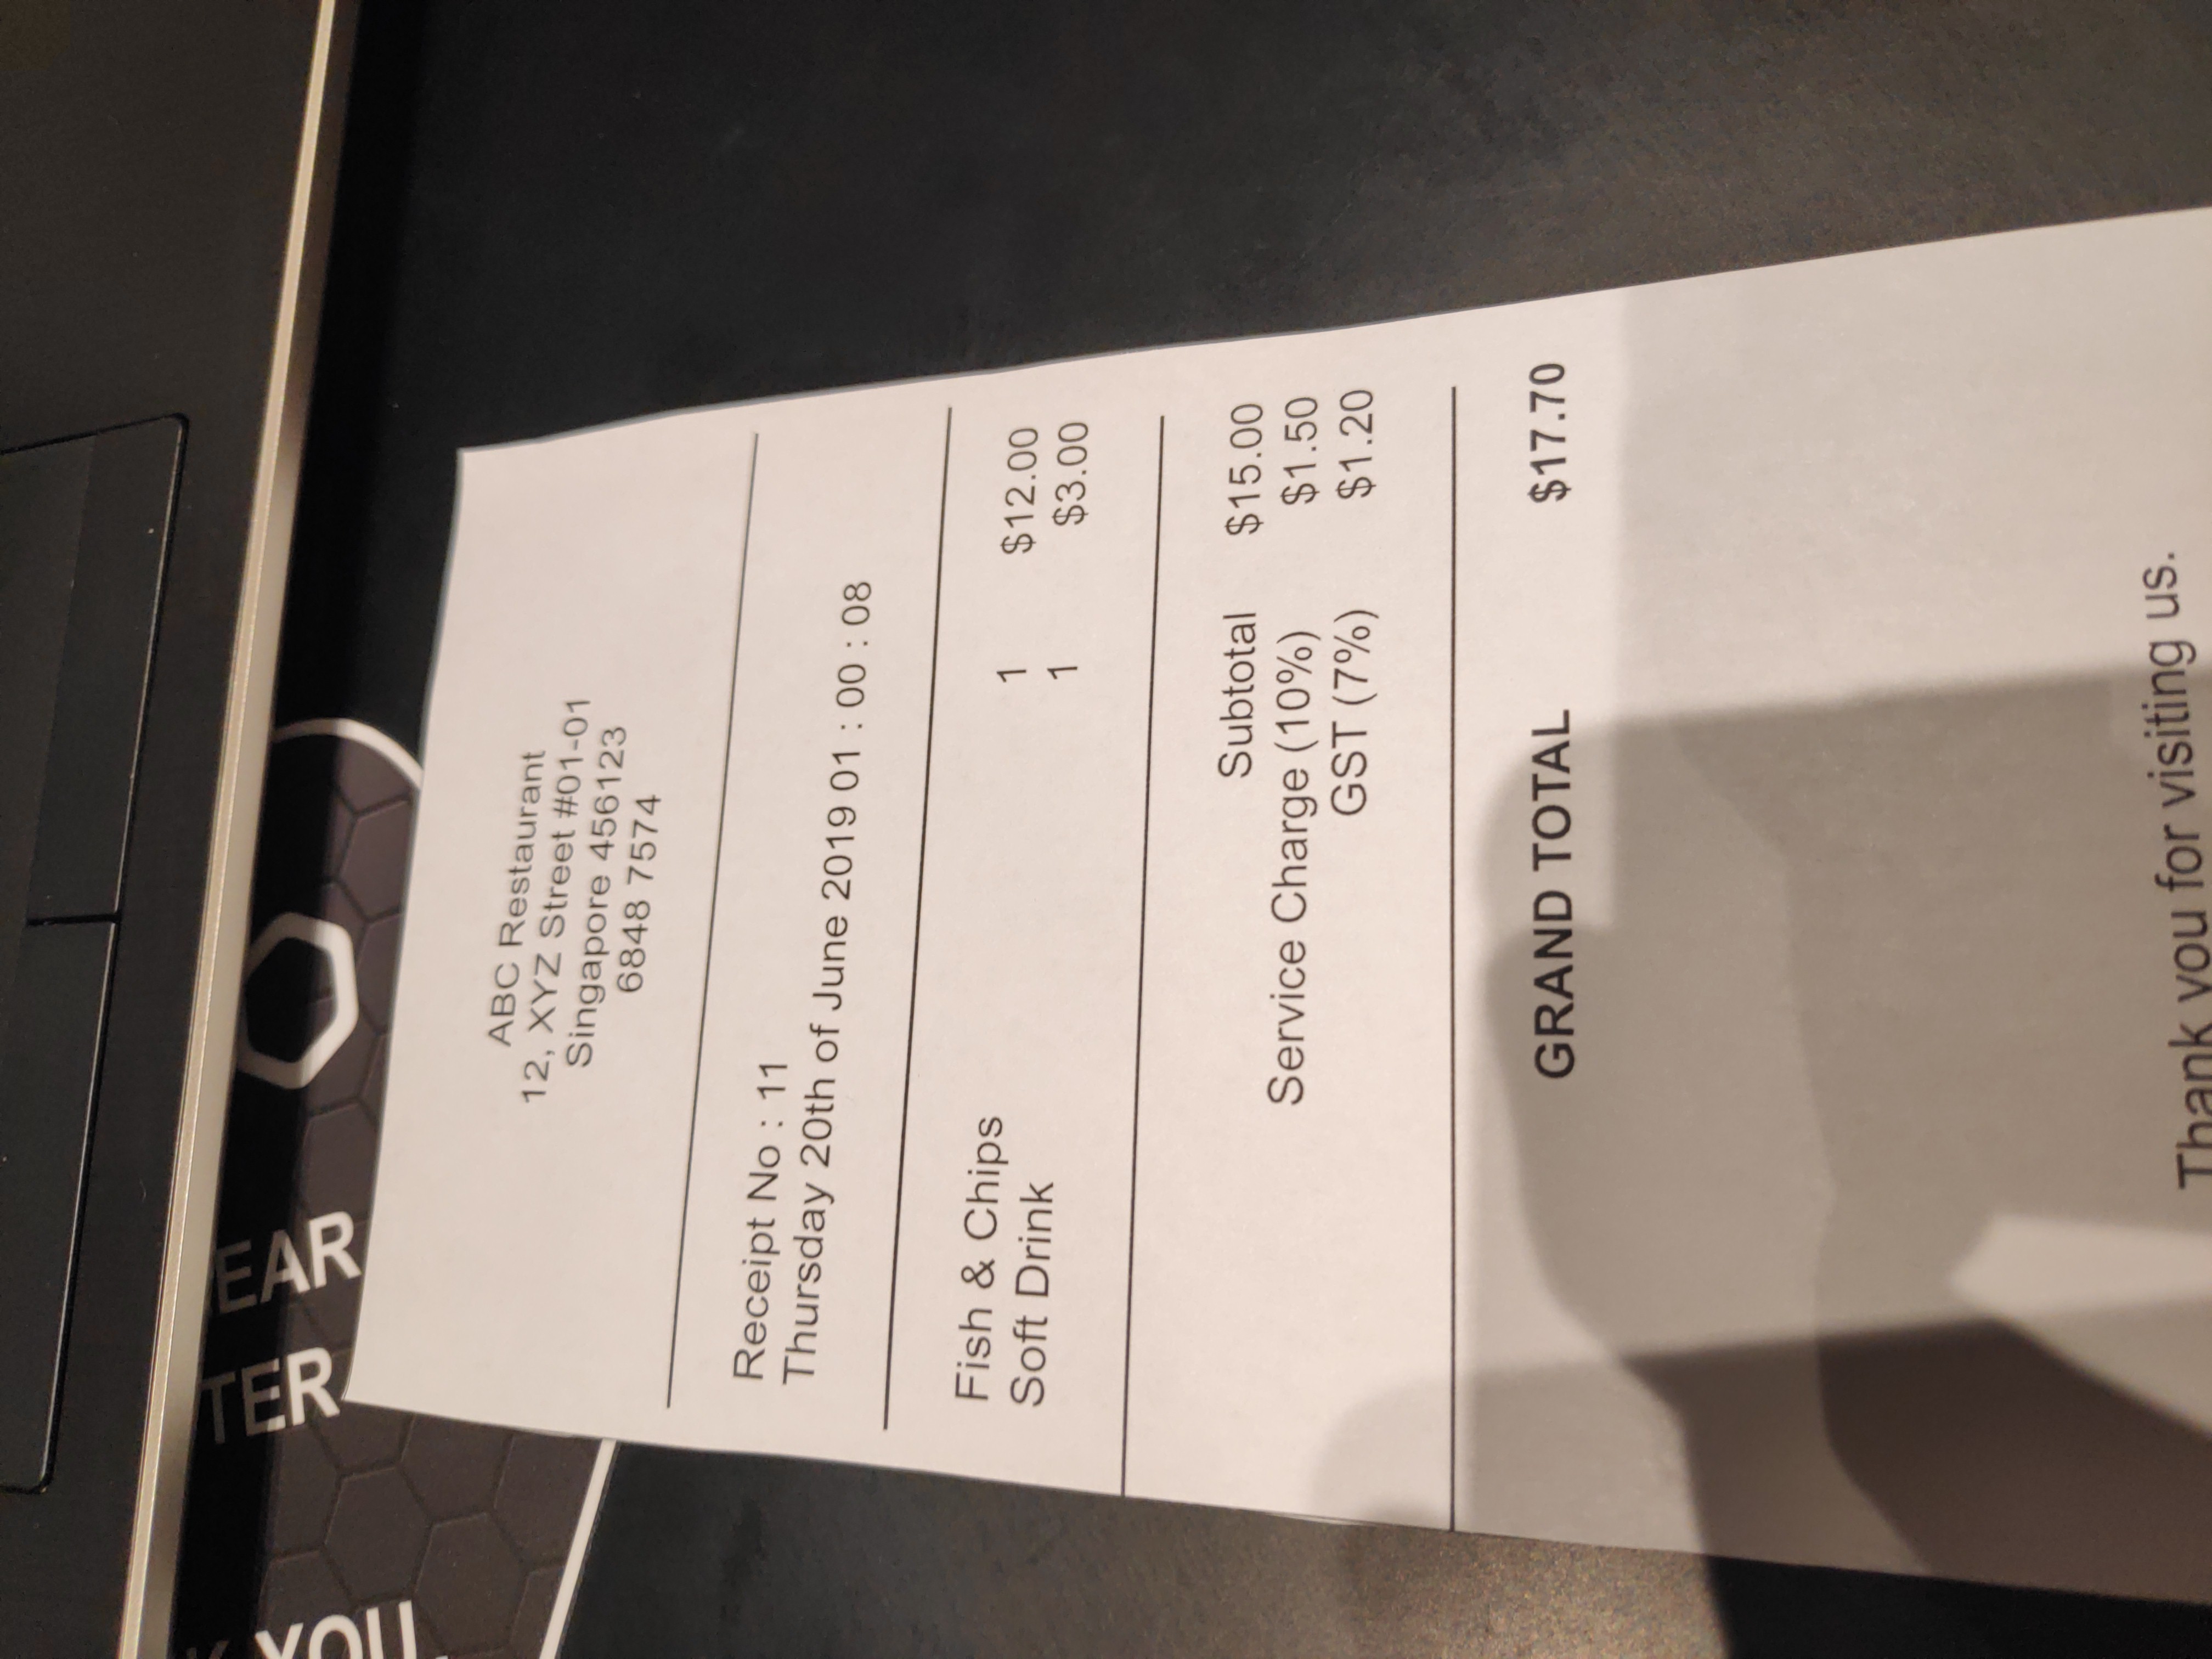 ABC Restaurant
12, XYZ Street #01-01
Singapore 456123
6848 7574
Receipt No : 11
Thursday 20th of June 2019 01 : 00 : 08
Fish & Chips 1 $12.00
Soft Drink 1 $3.00
Subtotal $15.00
Service Charge (10%) $1.50
GST (7%) $1.20
GRAND TOTAL $17.70
Thank you for visiting us.
EAR
TER
YOU